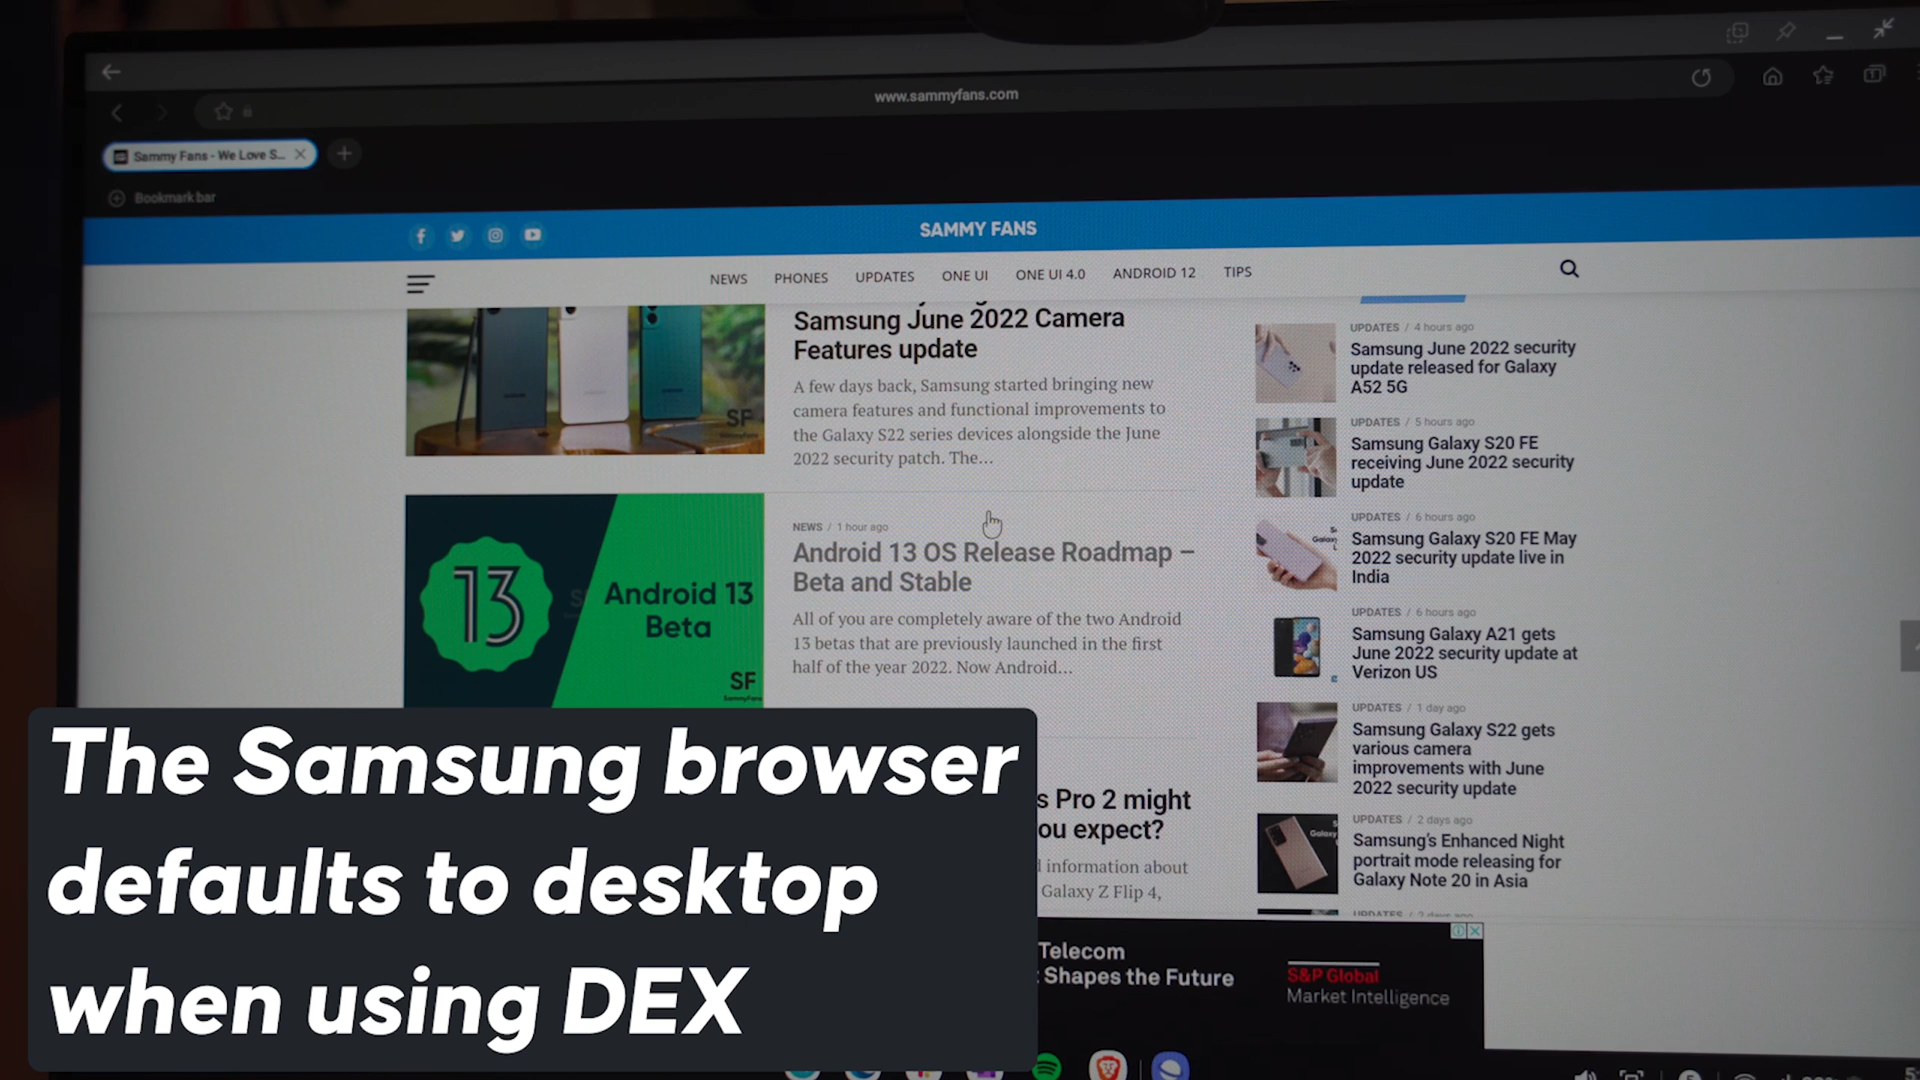 www.sammyfans.com
Sammy Fans - We Love S...
Bookmark bar
SAMMY FANS
NEWS PHONES UPDATES ONE UI ONE UI 4.0 ANDROID 12 TIPS
Samsung June 2022 Camera
Features update
A few days back, Samsung started bringing new
camera features and functional improvements to
the Galaxy S22 series devices alongside the June
2022 security patch. The...
SF
NEWS / 1 hour ago
Android 13 OS Release Roadmap –
Beta and Stable
All of you are completely aware of the two Android
13 betas that are previously launched in the first
half of the year 2022. Now Android...
13
Android 13
Beta
SF
SammyFans
s Pro 2 might
ou expect?
information about
Galaxy Z Flip 4,
UPDATES / 4 hours ago
Samsung June 2022 security
update released for Galaxy
A52 5G
UPDATES / 5 hours ago
Samsung Galaxy S20 FE
receiving June 2022 security
update
UPDATES / 6 hours ago
Samsung Galaxy S20 FE May
2022 security update live in
India
UPDATES / 6 hours ago
Samsung Galaxy A21 gets
June 2022 security update at
Verizon US
UPDATES / 1 day ago
Samsung Galaxy S22 gets
various camera
improvements with June
2022 security update
UPDATES / 2 days ago
Samsung's Enhanced Night
portrait mode releasing for
Galaxy Note 20 in Asia
UPDATES / 2 days ago
Telecom
Shapes the Future
S&P Global
Market Intelligence
The Samsung browser
defaults to desktop
when using DEX